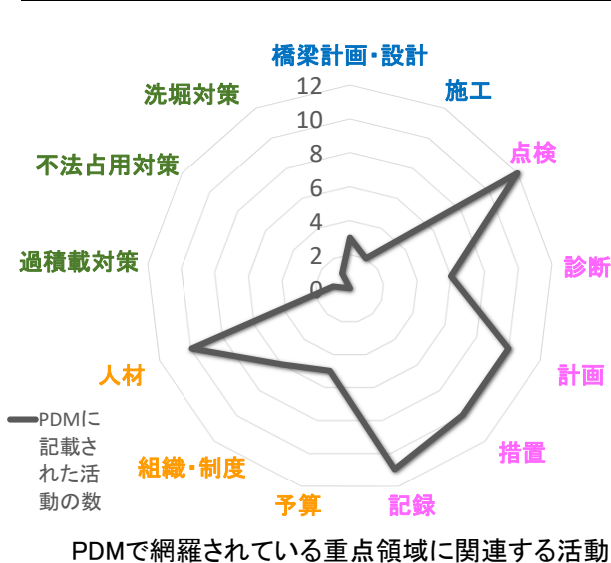 橋梁計画・設計
施工
点検
診断
計画
措置
記録
予算
組織・制度
人材
過積載対策
不法占用対策
洗堀対策
12
10
8
6
4
2
0
PDMに
記載さ
れた活
動の数
PDMで網羅されている重点領域に関連する活動